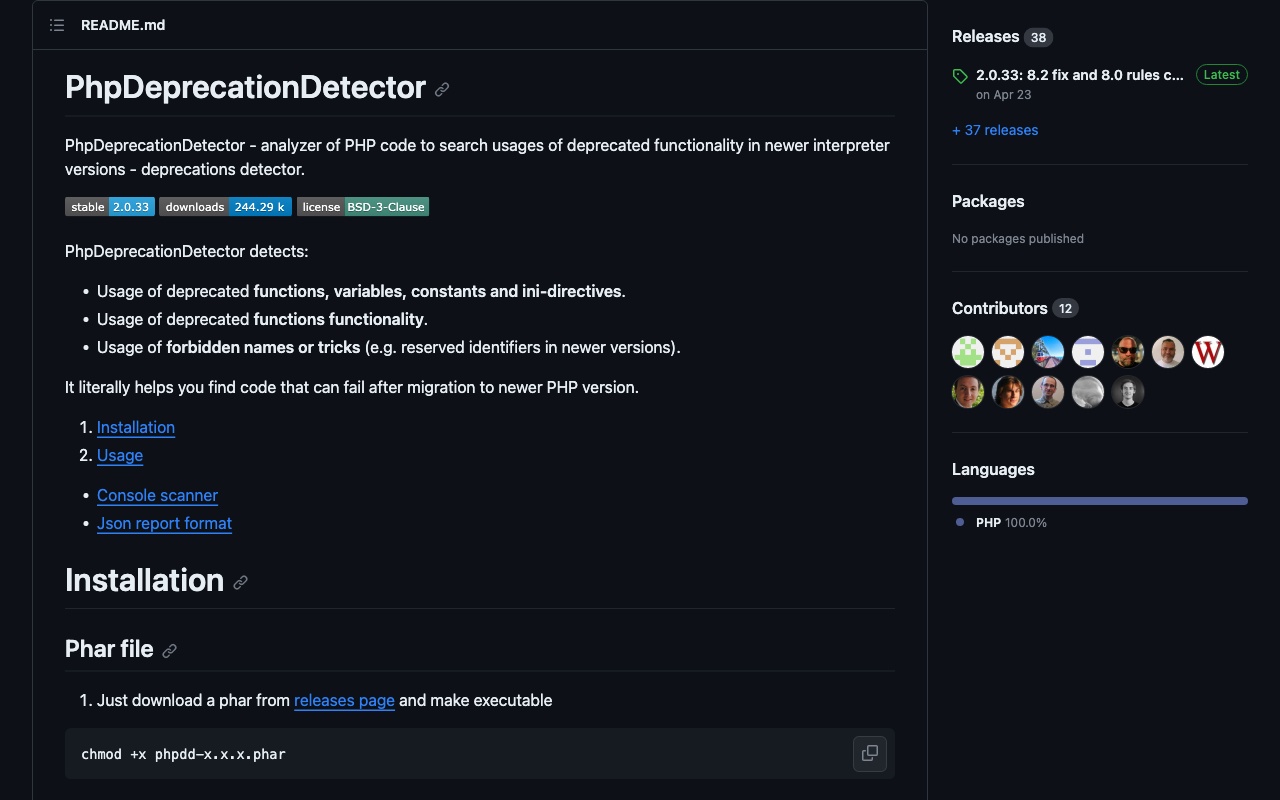 README.md
PhpDeprecationDetector
PhpDeprecationDetector - analyzer of PHP code to search usages of deprecated functionality in newer interpreter
versions - deprecations detector.
stable 2.0.33 downloads 244.29 k license BSD-3-Clause
PhpDeprecationDetector detects:
• Usage of deprecated functions, variables, constants and ini-directives.
• Usage of deprecated functions functionality.
• Usage of forbidden names or tricks (e.g. reserved identifiers in newer versions).
It literally helps you find code that can fail after migration to newer PHP version.
1. Installation
2. Usage
• Console scanner
• Json report format
Installation
Phar file
1. Just download a phar from releases page and make executable
chmod +x phpdd-x.x.x.phar
Releases 38
2.0.33: 8.2 fix and 8.0 rules c... Latest
on Apr 23
+ 37 releases
Packages
No packages published
Contributors 12
W
Languages
PHP 100.0%